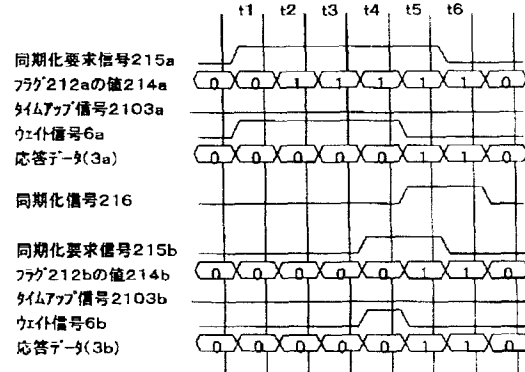 t1 t2 t3 t4 t5 t6
同期化要求信号215a
フラグ212aの値214a 0 0 1 1 1 1 1 0
タイムアップ信号2103a
ウェイト信号6a
応答データ(3a) 0 0 0 0 0 1 1 0
同期化信号216
同期化要求信号215b
フラグ212bの値214b 0 0 0 0 0 1 1 0
タイムアップ信号2103b
ウェイト信号6b
応答データ(3b) 0 0 0 0 0 1 1 0